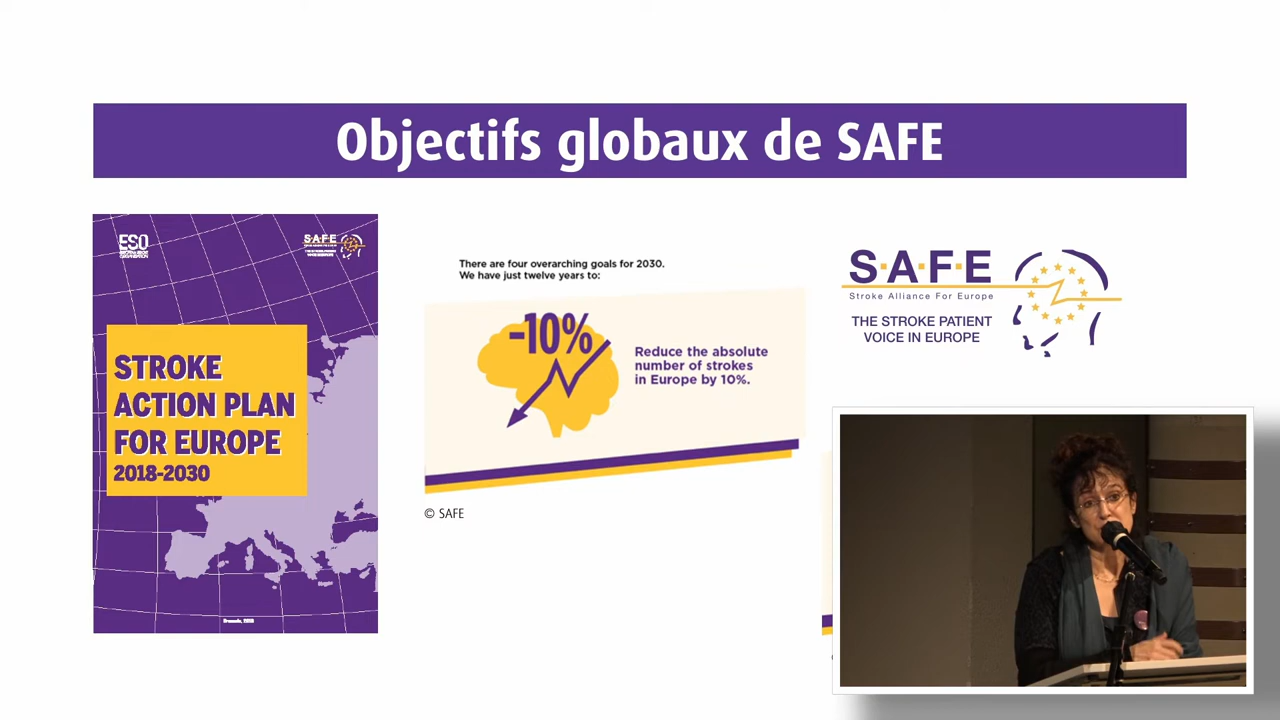 Objectifs globaux de SAFE
ESO
S·A·F·E
STROKE
ACTION PLAN
FOR EUROPE
2018-2030
Brussels, 2018
There are four overarching goals for 2030.
We have just twelve years to:
-10%
Reduce the absolute
number of strokes
in Europe by 10%.
© SAFE
S·A·F·E
Stroke Alliance For Europe
THE STROKE PATIENT
VOICE IN EUROPE